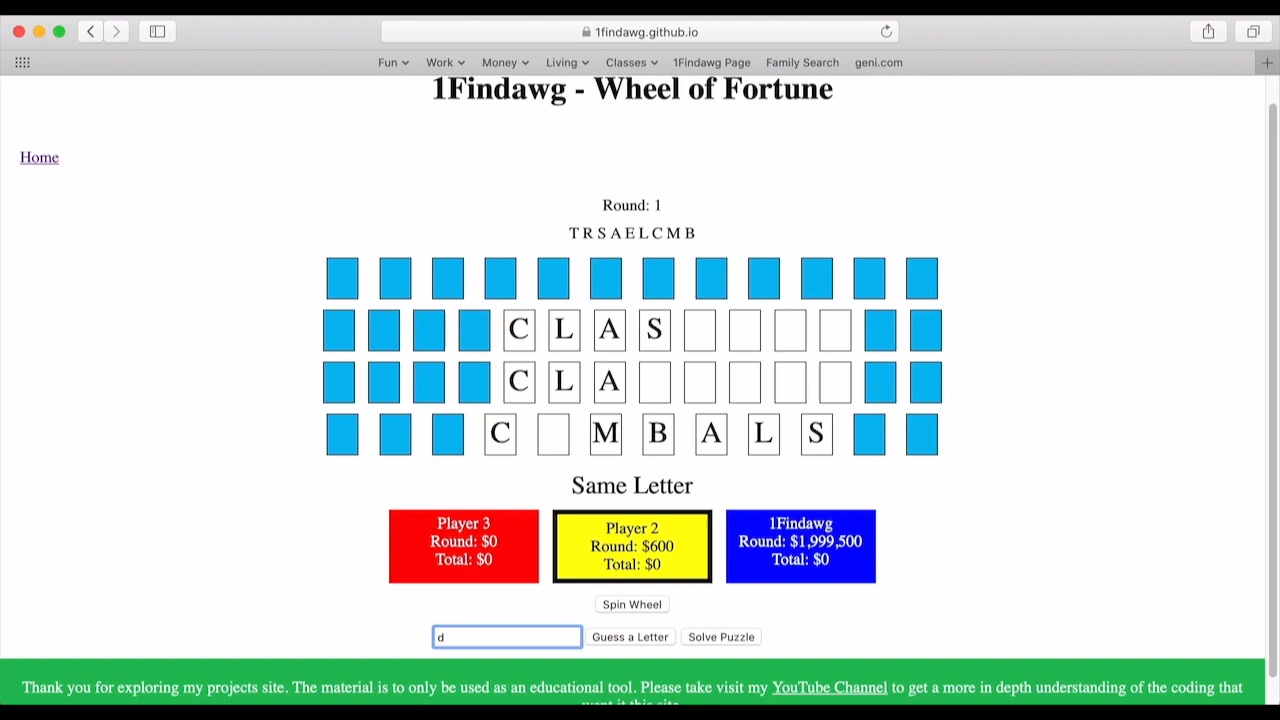 1findawg.github.io
Fun Work Money Living Classes 1Findawg Page Family Search geni.com
1Findawg - Wheel of Fortune
Home
Round: 1
T R S A E L C M B
C L A S
C L A
C M B A L S
Same Letter
Player 3
Round: $0
Total: $0
Player 2
Round: $600
Total: $0
1Findawg
Round: $1,999,500
Total: $0
Spin Wheel
d Guess a Letter Solve Puzzle
Thank you for exploring my projects site. The material is to only be used as an educational tool. Please take visit my YouTube Channel to get a more in depth understanding of the coding that